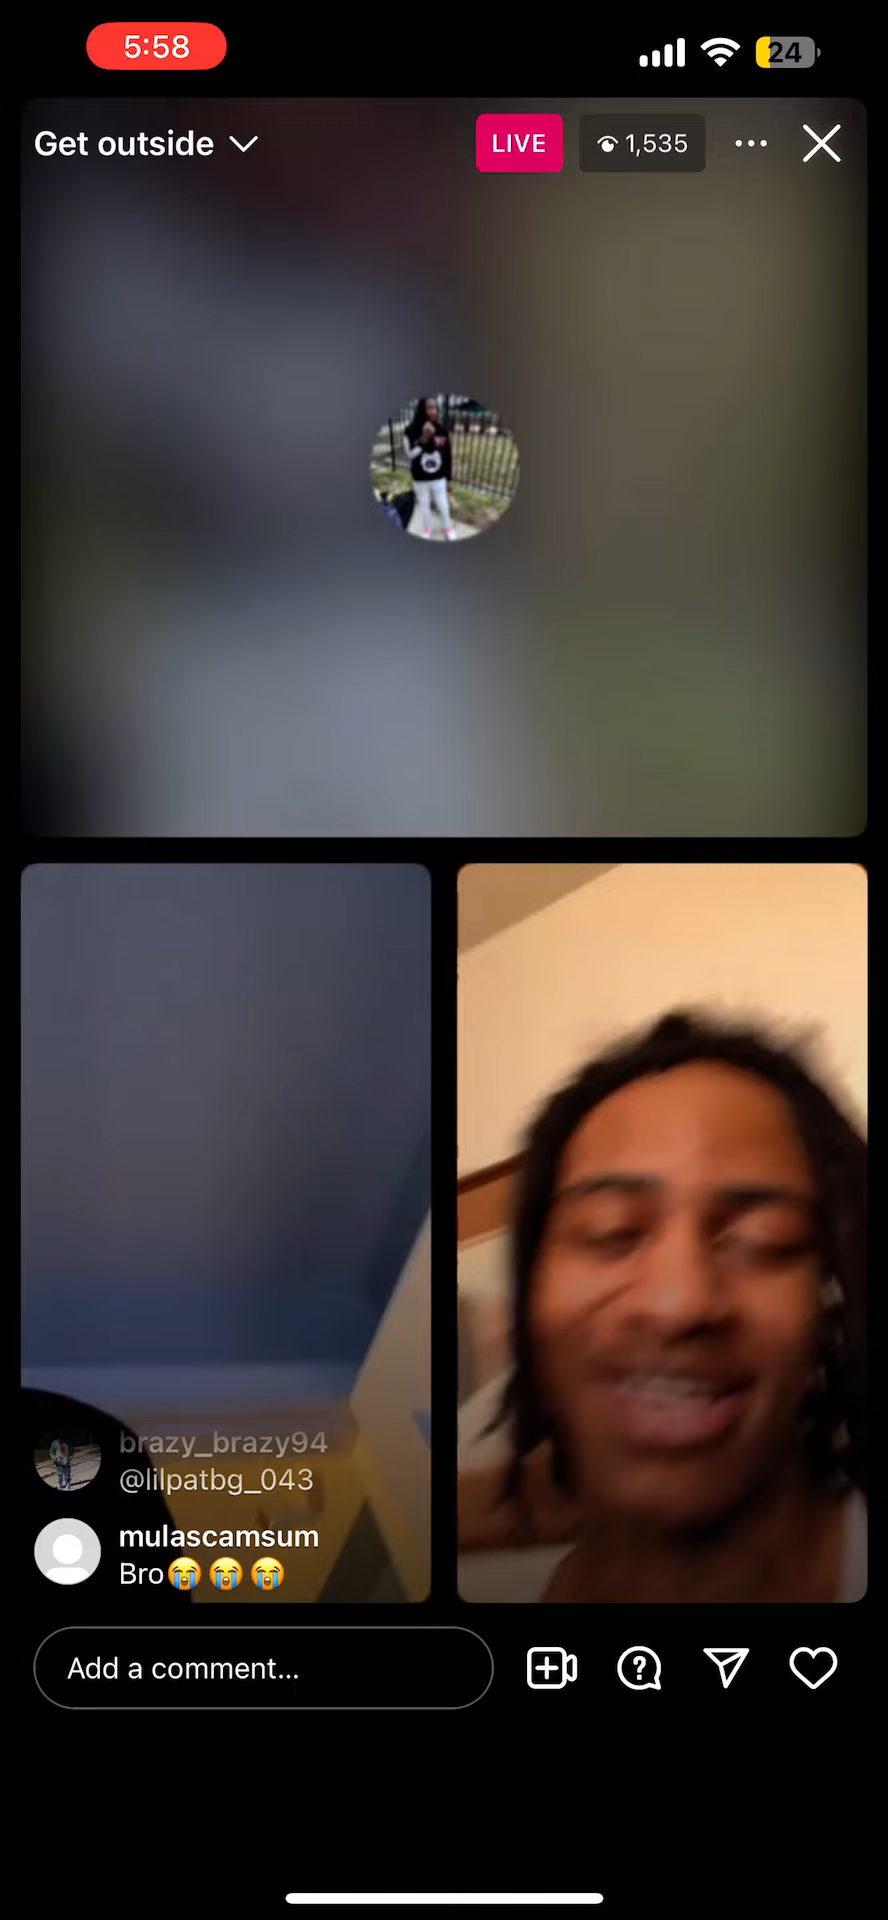 5:58
24
Get outside
LIVE
1,535
brazy_brazy94
@lilpatbg_043
mulascamsum
Bro😭😭😭
Add a comment...